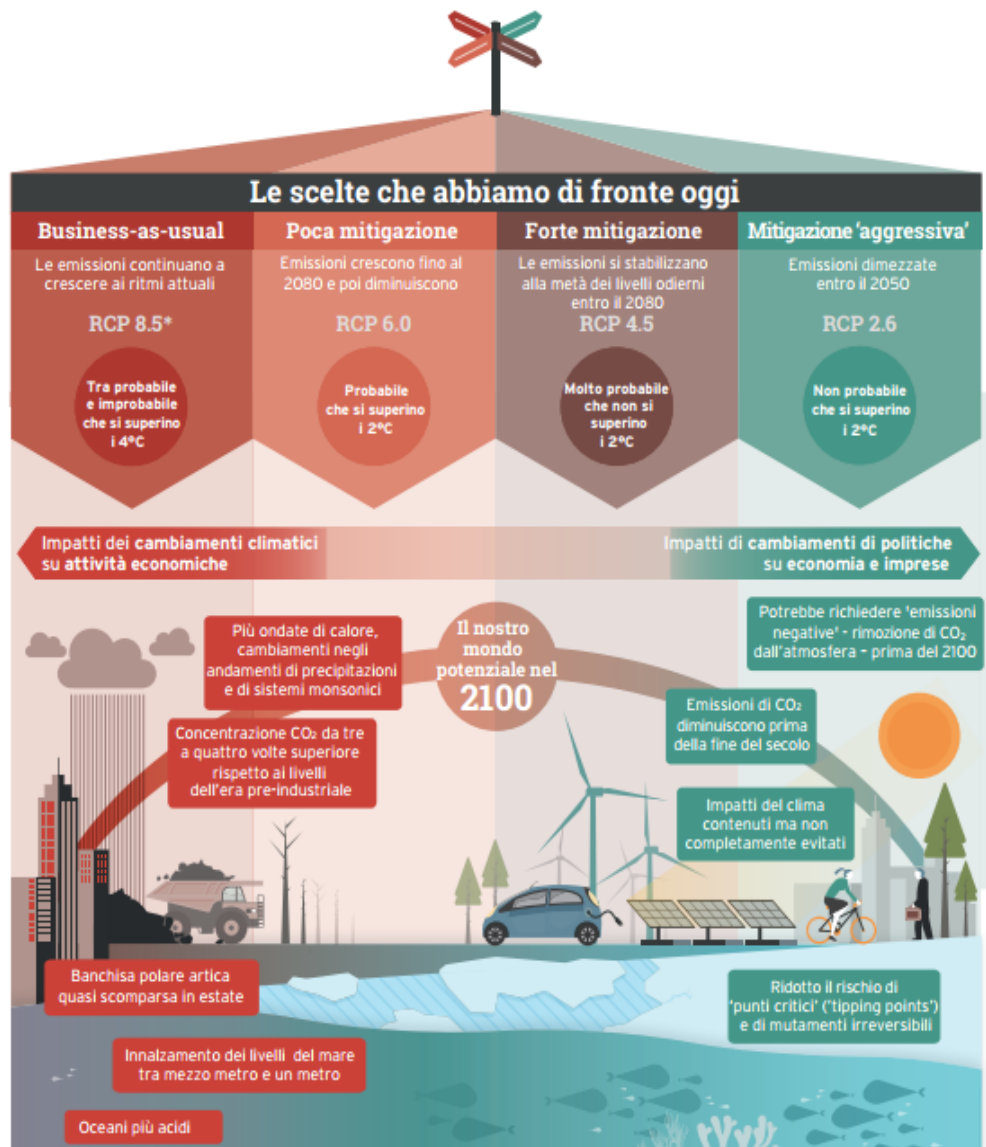 Le scelte che abbiamo di fronte oggi
Business-as-usual
Le emissioni continuano a
crescere ai ritmi attuali
RCP 8.5*
Tra probabile
e improbabile
che si superino
i 4°C
Poca mitigazione
Emissioni crescono fino al
2080 e poi diminuiscono
RCP 6.0
Probabile
che si superino
i 2°C
Forte mitigazione
Le emissioni si stabilizzano
alla metà dei livelli odierni
entro il 2080
RCP 4.5
Molto probabile
che non si
superino
i 2°C
Mitigazione 'aggressiva'
Emissioni dimezzate
entro il 2050
RCP 2.6
Non probabile
che si superino
i 2°C
Impatti dei cambiamenti climatici
su attività economiche
Impatti di cambiamenti di politiche
su economia e imprese
Il nostro
mondo
potenziale nel
2100
Più ondate di calore,
cambiamenti negli
andamenti di precipitazioni
e di sistemi monsonici
Concentrazione CO₂ da tre
a quattro volte superiore
rispetto ai livelli
dell'era pre-industriale
Potrebbe richiedere 'emissioni
negative' - rimozione di CO₂
dall'atmosfera – prima del 2100
Emissioni di CO₂
diminuiscono prima
della fine del secolo
Impatti del clima
contenuti ma non
completamente evitati
Banchisa polare artica
quasi scomparsa in estate
Innalzamento dei livelli del mare
tra mezzo metro e un metro
Oceani più acidi
Ridotto il rischio di
'punti critici' ('tipping points')
e di mutamenti irreversibili